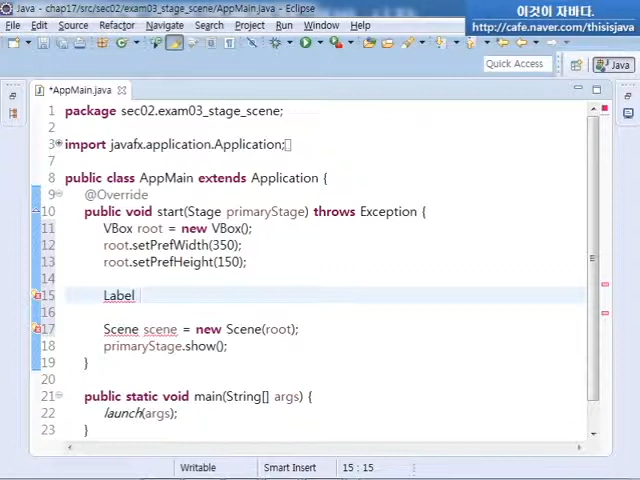 Java - chap17/src/sec02/exam03_stage_scene/AppMain.java - Eclipse
이것이 자바다.
File Edit Source Refactor Navigate Search Project Run Window Help
http://cafe.naver.com/thisisjava
Quick Access
Java
*AppMain.java
1 package sec02.exam03_stage_scene;
2
3 import javafx.application.Application;
7
8 public class AppMain extends Application {
9 @Override
10 public void start(Stage primaryStage) throws Exception {
11 VBox root = new VBox();
12 root.setPrefWidth(350);
13 root.setPrefHeight(150);
14
15 Label
16
17 Scene scene = new Scene(root);
18 primaryStage.show();
19 }
20
21 public static void main(String[] args) {
22 launch(args);
23 }
Writable Smart Insert 15 : 15